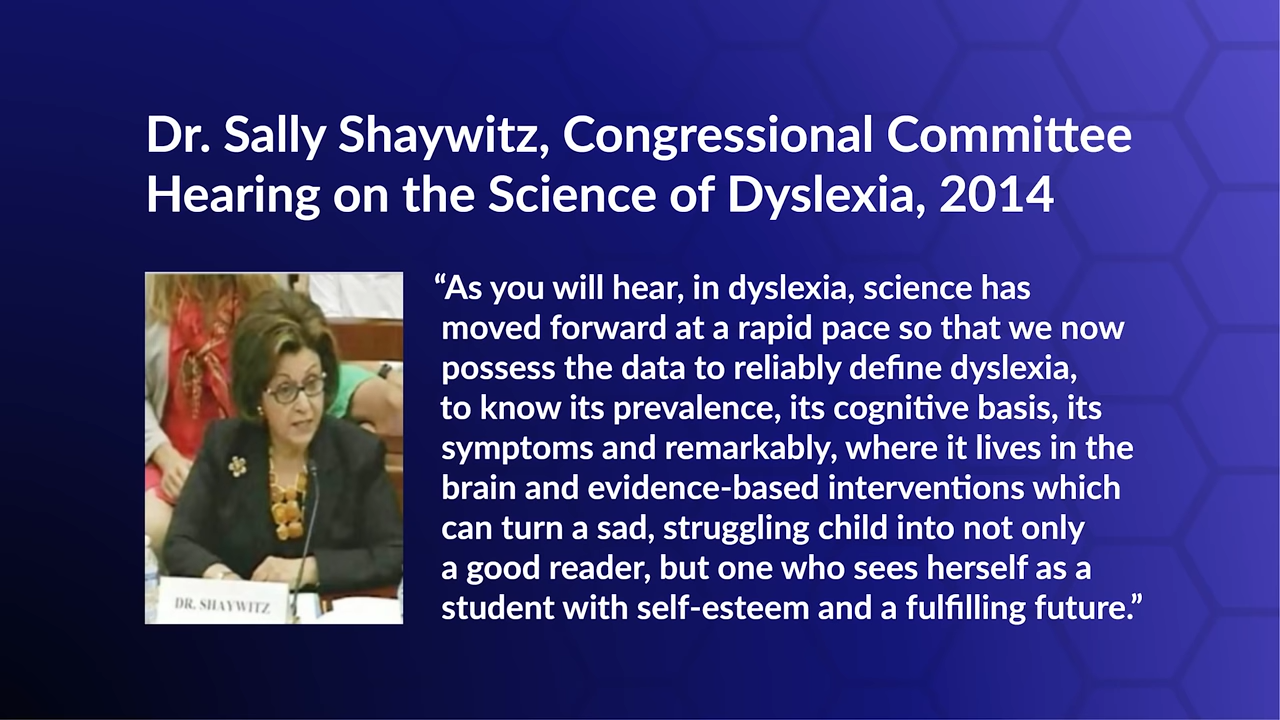 Dr. Sally Shaywitz, Congressional Committee
Hearing on the Science of Dyslexia, 2014
“As you will hear, in dyslexia, science has
moved forward at a rapid pace so that we now
possess the data to reliably define dyslexia,
to know its prevalence, its cognitive basis, its
symptoms and remarkably, where it lives in the
brain and evidence-based interventions which
can turn a sad, struggling child into not only
a good reader, but one who sees herself as a
student with self-esteem and a fulfilling future.”
DR. SHAYWITZ